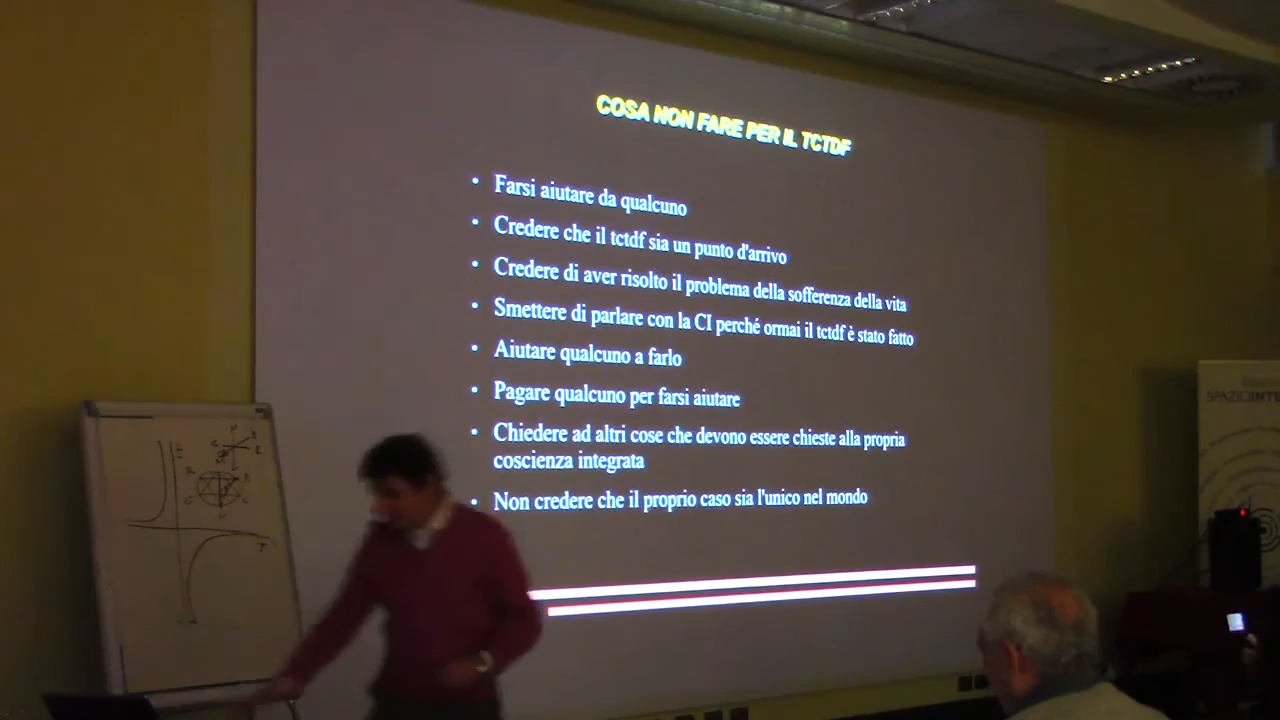 COSA NON FARE PER IL TCTDF
• Farsi aiutare da qualcuno
• Credere che il tctdf sia un punto d'arrivo
• Credere di aver risolto il problema della sofferenza della vita
• Smettere di parlare con la CI perché ormai il tctdf è stato fatto
• Aiutare qualcuno a farlo
• Pagare qualcuno per farsi aiutare
• Chiedere ad altri cose che devono essere chieste alla propria
coscienza integrata
• Non credere che il proprio caso sia l'unico nel mondo